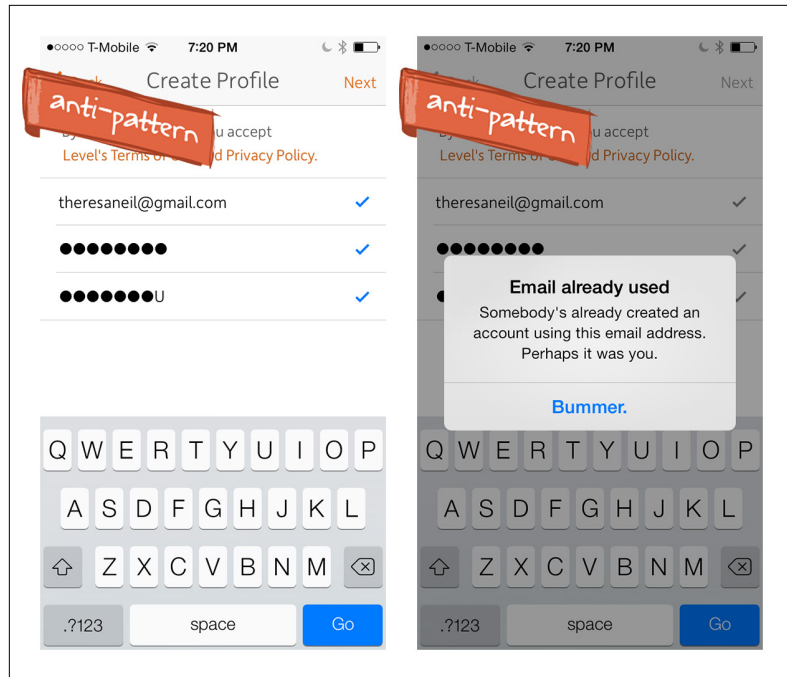 T-Mobile 7:20 PM
Create Profile Next
anti-pattern
u accept
Level's Terms of d Privacy Policy.
theresaneil@gmail.com
●●●●●●●●
●●●●●●●U
Q W E R T Y U I O P
A S D F G H J K L
Z X C V B N M
.?123 space Go
T-Mobile 7:20 PM
Create Profile Next
anti-pattern
u accept
Level's Terms of d Privacy Policy.
theresaneil@gmail.com
●●●●●●●●
Email already used
Somebody's already created an
account using this email address.
Perhaps it was you.
Bummer.
Q W E R T Y U I O P
A S D F G H J K L
Z X C V B N M
.?123 space Go